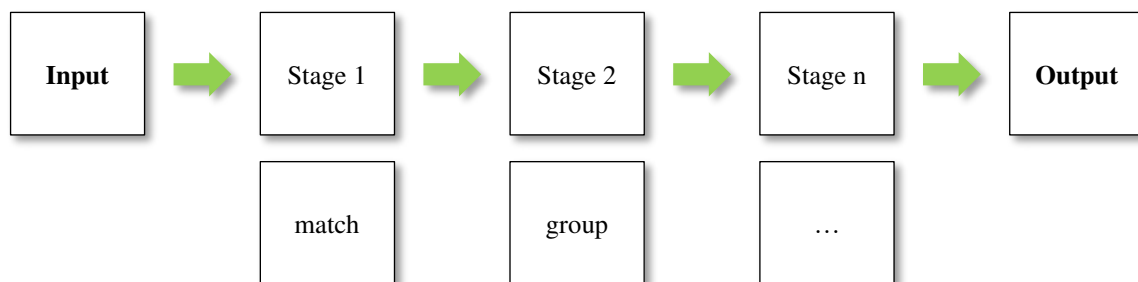 Input
Stage 1
Stage 2
Stage n
Output
match
group
…